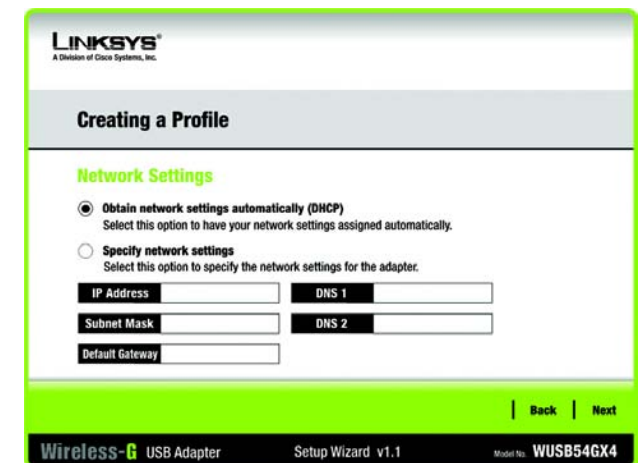 LINKSYS®
A Division of Cisco Systems, Inc.
Creating a Profile
Network Settings
Obtain network settings automatically (DHCP)
Select this option to have your network settings assigned automatically.
Specify network settings
Select this option to specify the network settings for the adapter.
IP Address DNS 1
Subnet Mask DNS 2
Default Gateway
Back Next
Wireless-G USB Adapter Setup Wizard v1.1 Model No. WUSB54GX4